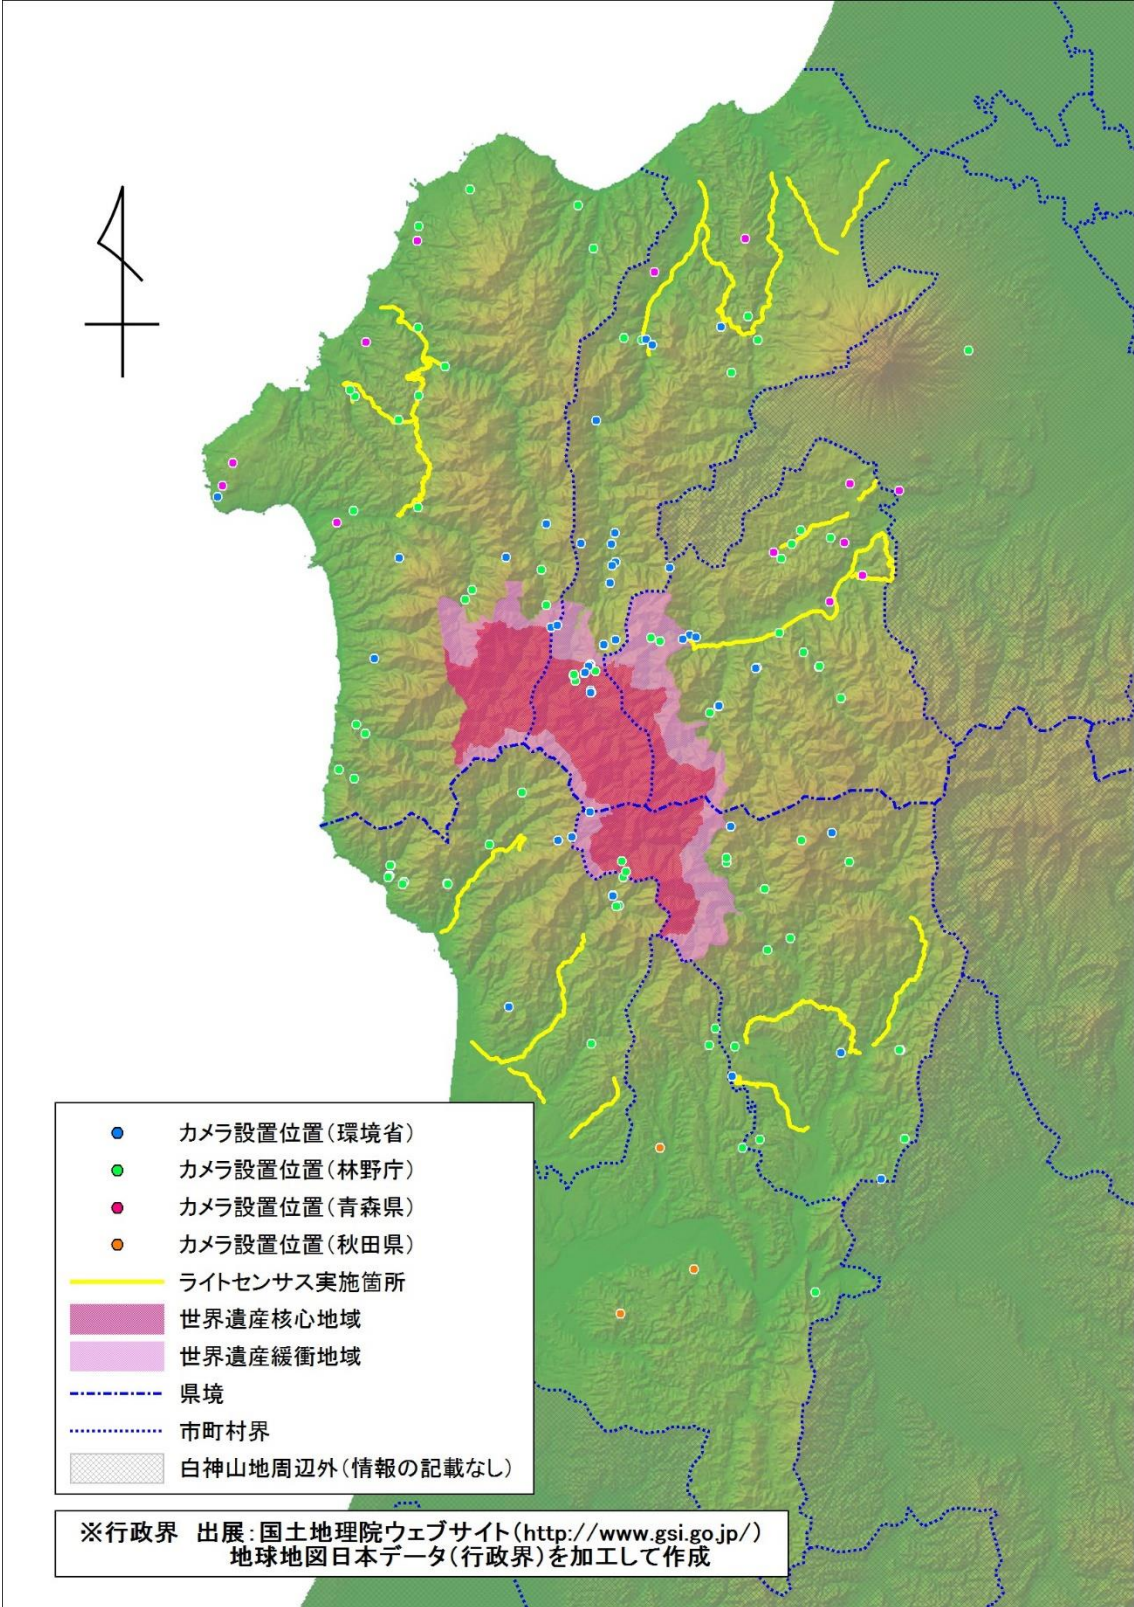 カメラ設置位置(環境省)
カメラ設置位置(林野庁)
カメラ設置位置(青森県)
カメラ設置位置(秋田県)
ライトセンサス実施箇所
世界遺産核心地域
世界遺産緩衝地域
県境
市町村界
白神山地周辺外(情報の記載なし)
※行政界 出展:国土地理院ウェブサイト(http://www.gsi.go.jp/)
地球地図日本データ(行政界)を加工して作成